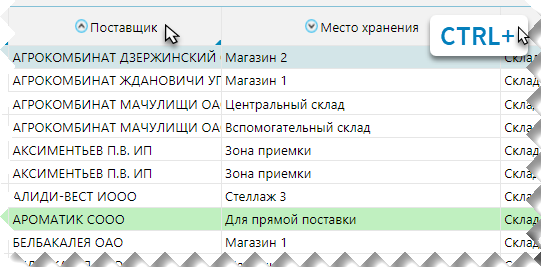 Поставщик Место хранения CTRL+
АГРОКОМБИНАТ ДЗЕРЖИНСКИЙ Магазин 2 Склад
АГРОКОМБИНАТ ЖДАНОВИЧИ УП Магазин 1 Склад
АГРОКОМБИНАТ МАЧУЛИЩИ ОАО Центральный склад Склад
АГРОКОМБИНАТ МАЧУЛИЩИ ОАО Вспомогательный склад Склад
АКСИМЕНТЬЕВ П.В. ИП Зона приемки Склад
АКСИМЕНТЬЕВ П.В. ИП Зона приемки Склад
АЛИДИ-ВЕСТ ИООО Стеллаж 3 Склад
АРОМАТИК СООО Для прямой поставки Склад
БЕЛБАКАЛЕЯ ОАО Магазин 1 Склад